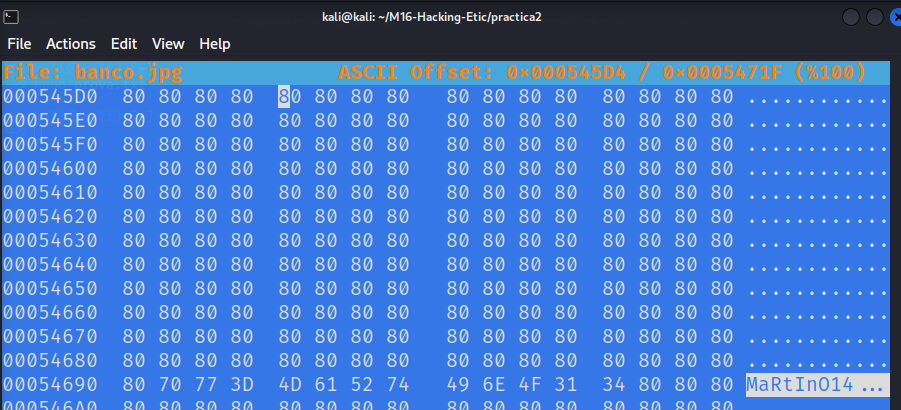 kali@kali: ~/M16-Hacking-Etic/practica2
File Actions Edit View Help
File: banco.jpg ASCII Offset: 0×000545D4 / 0×0005471F (%100)
000545D0 80 80 80 80 80 80 80 80 80 80 80 80 80 80 80 80 ............
000545E0 80 80 80 80 80 80 80 80 80 80 80 80 80 80 80 80 ............
000545F0 80 80 80 80 80 80 80 80 80 80 80 80 80 80 80 80 ............
00054600 80 80 80 80 80 80 80 80 80 80 80 80 80 80 80 80 ............
00054610 80 80 80 80 80 80 80 80 80 80 80 80 80 80 80 80 ............
00054620 80 80 80 80 80 80 80 80 80 80 80 80 80 80 80 80 ............
00054630 80 80 80 80 80 80 80 80 80 80 80 80 80 80 80 80 ............
00054640 80 80 80 80 80 80 80 80 80 80 80 80 80 80 80 80 ............
00054650 80 80 80 80 80 80 80 80 80 80 80 80 80 80 80 80 ............
00054660 80 80 80 80 80 80 80 80 80 80 80 80 80 80 80 80 ............
00054670 80 80 80 80 80 80 80 80 80 80 80 80 80 80 80 80 ............
00054680 80 80 80 80 80 80 80 80 80 80 80 80 80 80 80 80 ............
00054690 80 70 77 3D 4D 61 52 74 49 6E 4F 31 34 80 80 80 MaRtInO14...
000546A0 80 80 80 80 80 80 80 80 80 80 80 80 80 80 80 80 ............